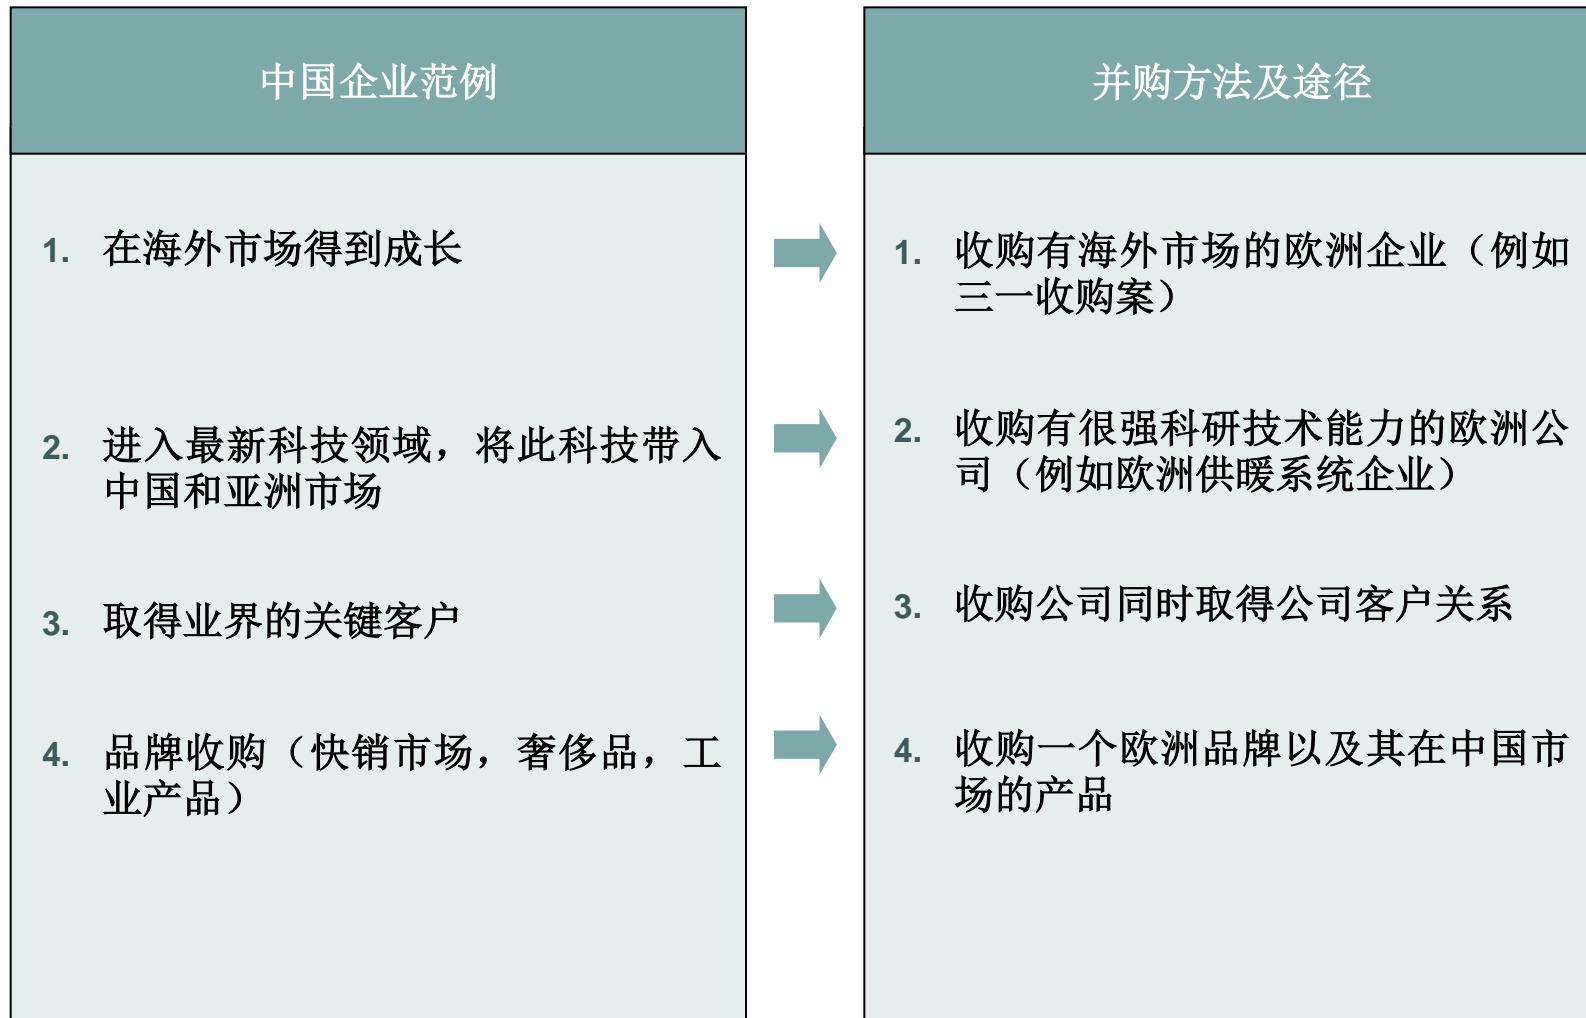 中国企业范例
1. 在海外市场得到成长
2. 进入最新科技领域，将此科技带入
中国和亚洲市场
3. 取得业界的关键客户
4. 品牌收购（快销市场，奢侈品，工
业产品）
并购方法及途径
1. 收购有海外市场的欧洲企业（例如
三一收购案）
2. 收购有很强科研技术能力的欧洲公
司（例如欧洲供暖系统企业）
3. 收购公司同时取得公司客户关系
4. 收购一个欧洲品牌以及其在中国市
场的产品